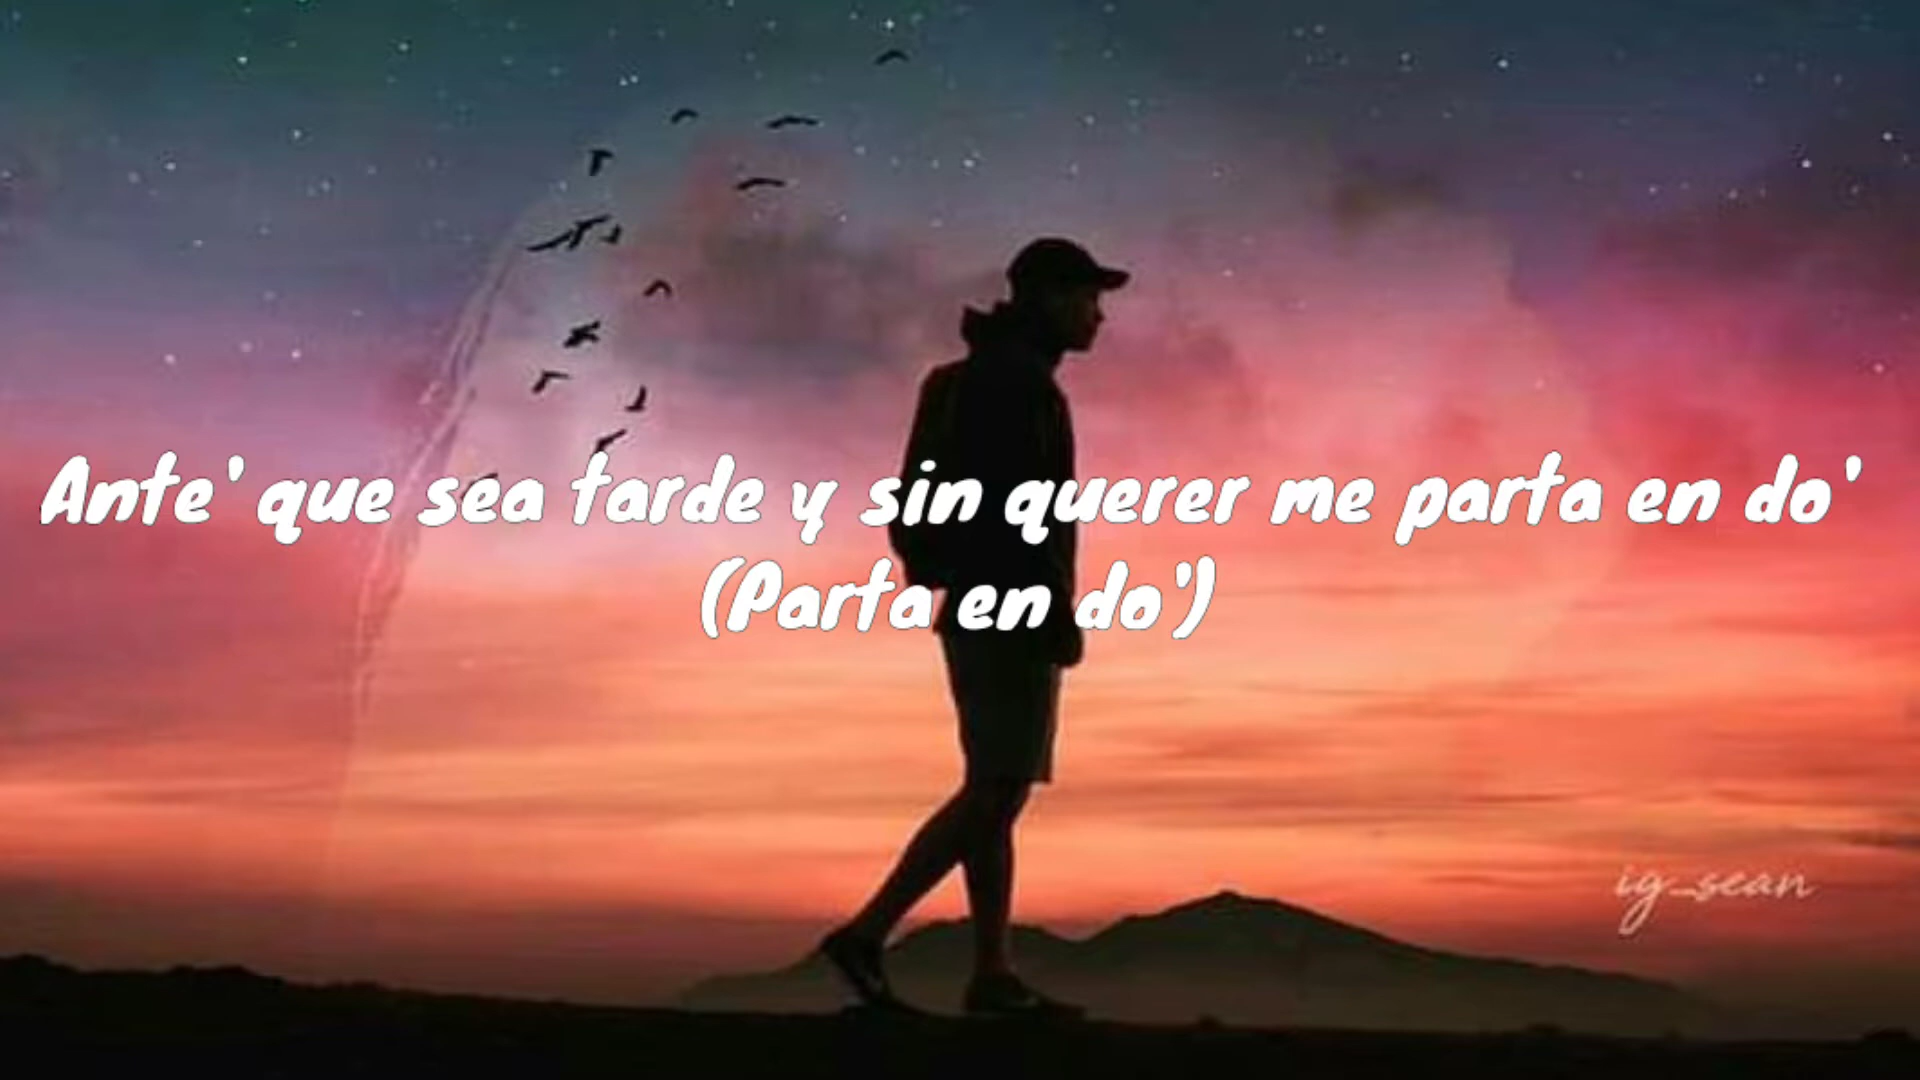 Ante' que sea tarde y sin querer me parta en do'
(Parta en do')
ig_sean